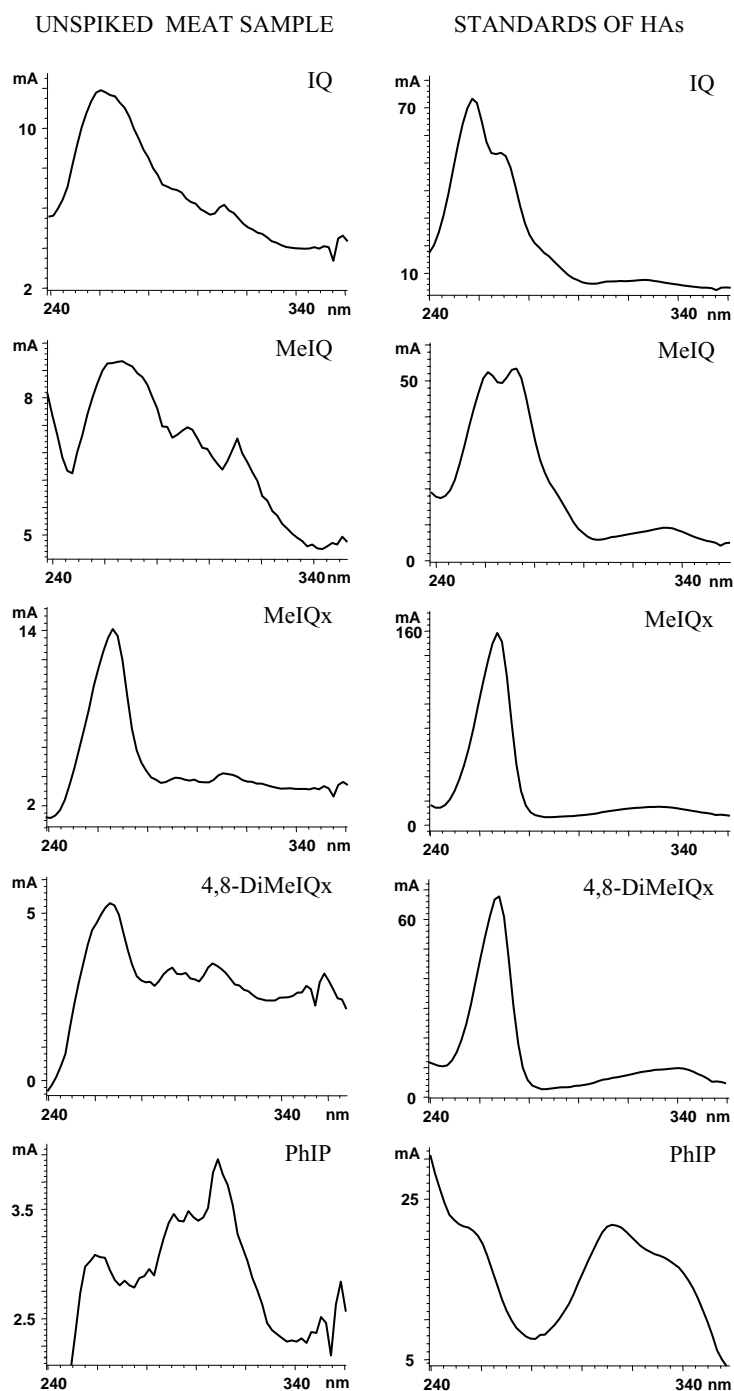 UNSPIKED MEAT SAMPLE
STANDARDS OF HAs
mA
IQ
10
2
240
340 nm
mA
IQ
70
10
240
340 nm
mA
MeIQ
8
5
240
340 nm
mA
MeIQ
50
0
240
340 nm
mA
MeIQx
14
2
240
340 nm
mA
MeIQx
160
0
240
340 nm
mA
4,8-DiMeIQx
5
0
240
340 nm
mA
4,8-DiMeIQx
60
0
240
340 nm
mA
PhIP
3.5
2.5
240
340 nm
mA
PhIP
25
5
240
340 nm